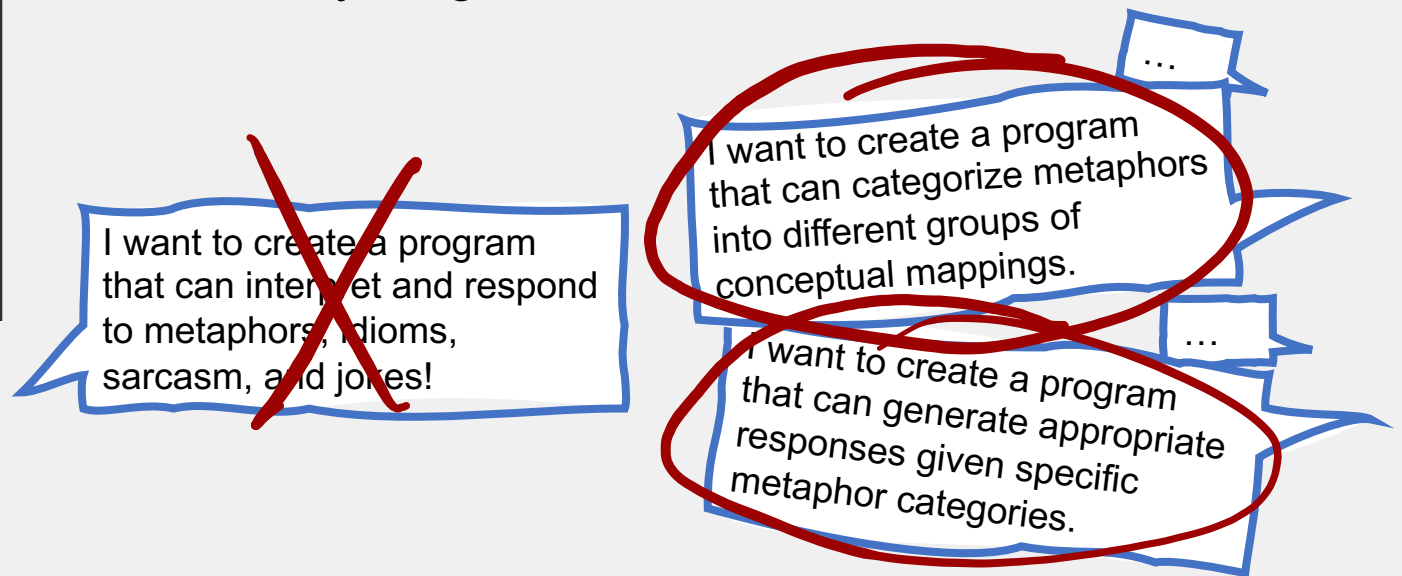 I want to create a program
that can interpret and respond
to metaphors, idioms,
sarcasm, and jokes!
...
I want to create a program
that can categorize metaphors
into different groups of
conceptual mappings.
...
I want to create a program
that can generate appropriate
responses given specific
metaphor categories.